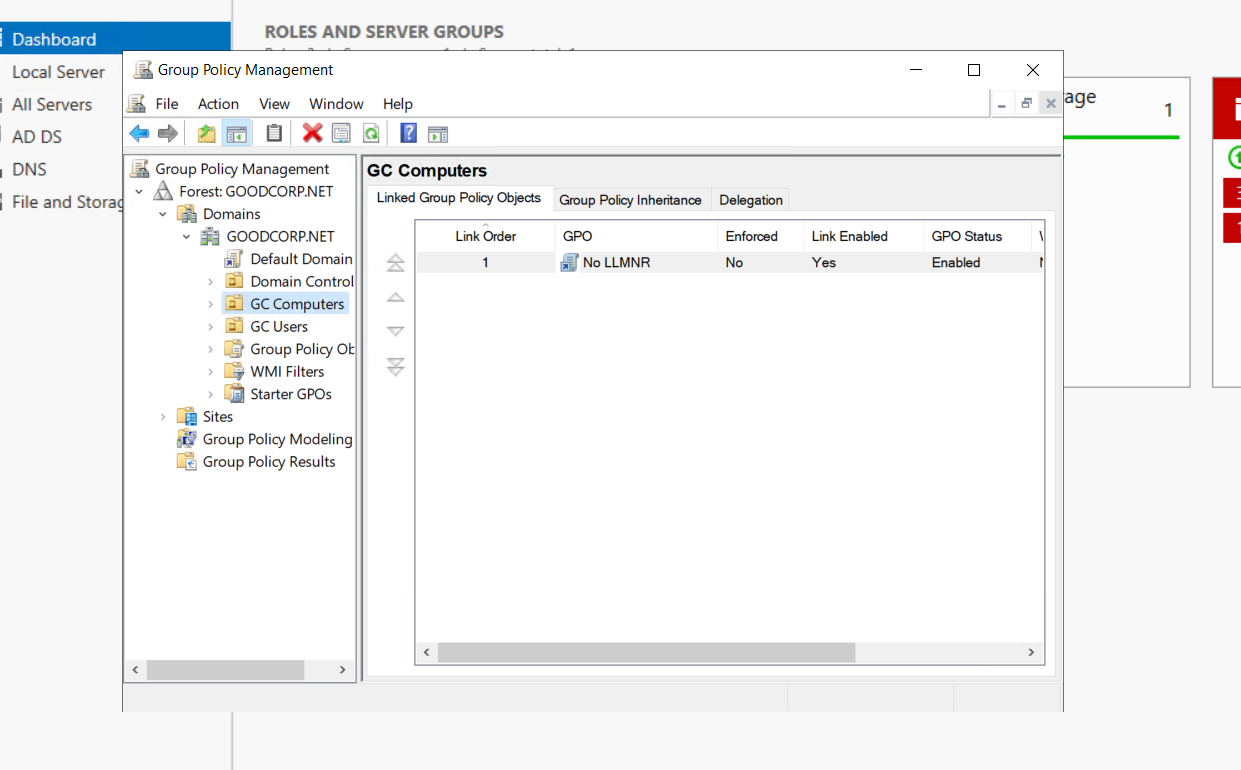 ROLES AND SERVER GROUPS
Dashboard
Local Server
All Servers
AD DS
DNS
File and Storag
Group Policy Management
File Action View Window Help
Group Policy Management
Forest: GOODCORP.NET
Domains
GOODCORP.NET
Default Domain
Domain Control
GC Computers
GC Users
Group Policy Ob
WMI Filters
Starter GPOs
Sites
Group Policy Modeling
Group Policy Results
GC Computers
Linked Group Policy Objects Group Policy Inheritance Delegation
Link Order GPO Enforced Link Enabled GPO Status
1 No LLMNR No Yes Enabled
age 1